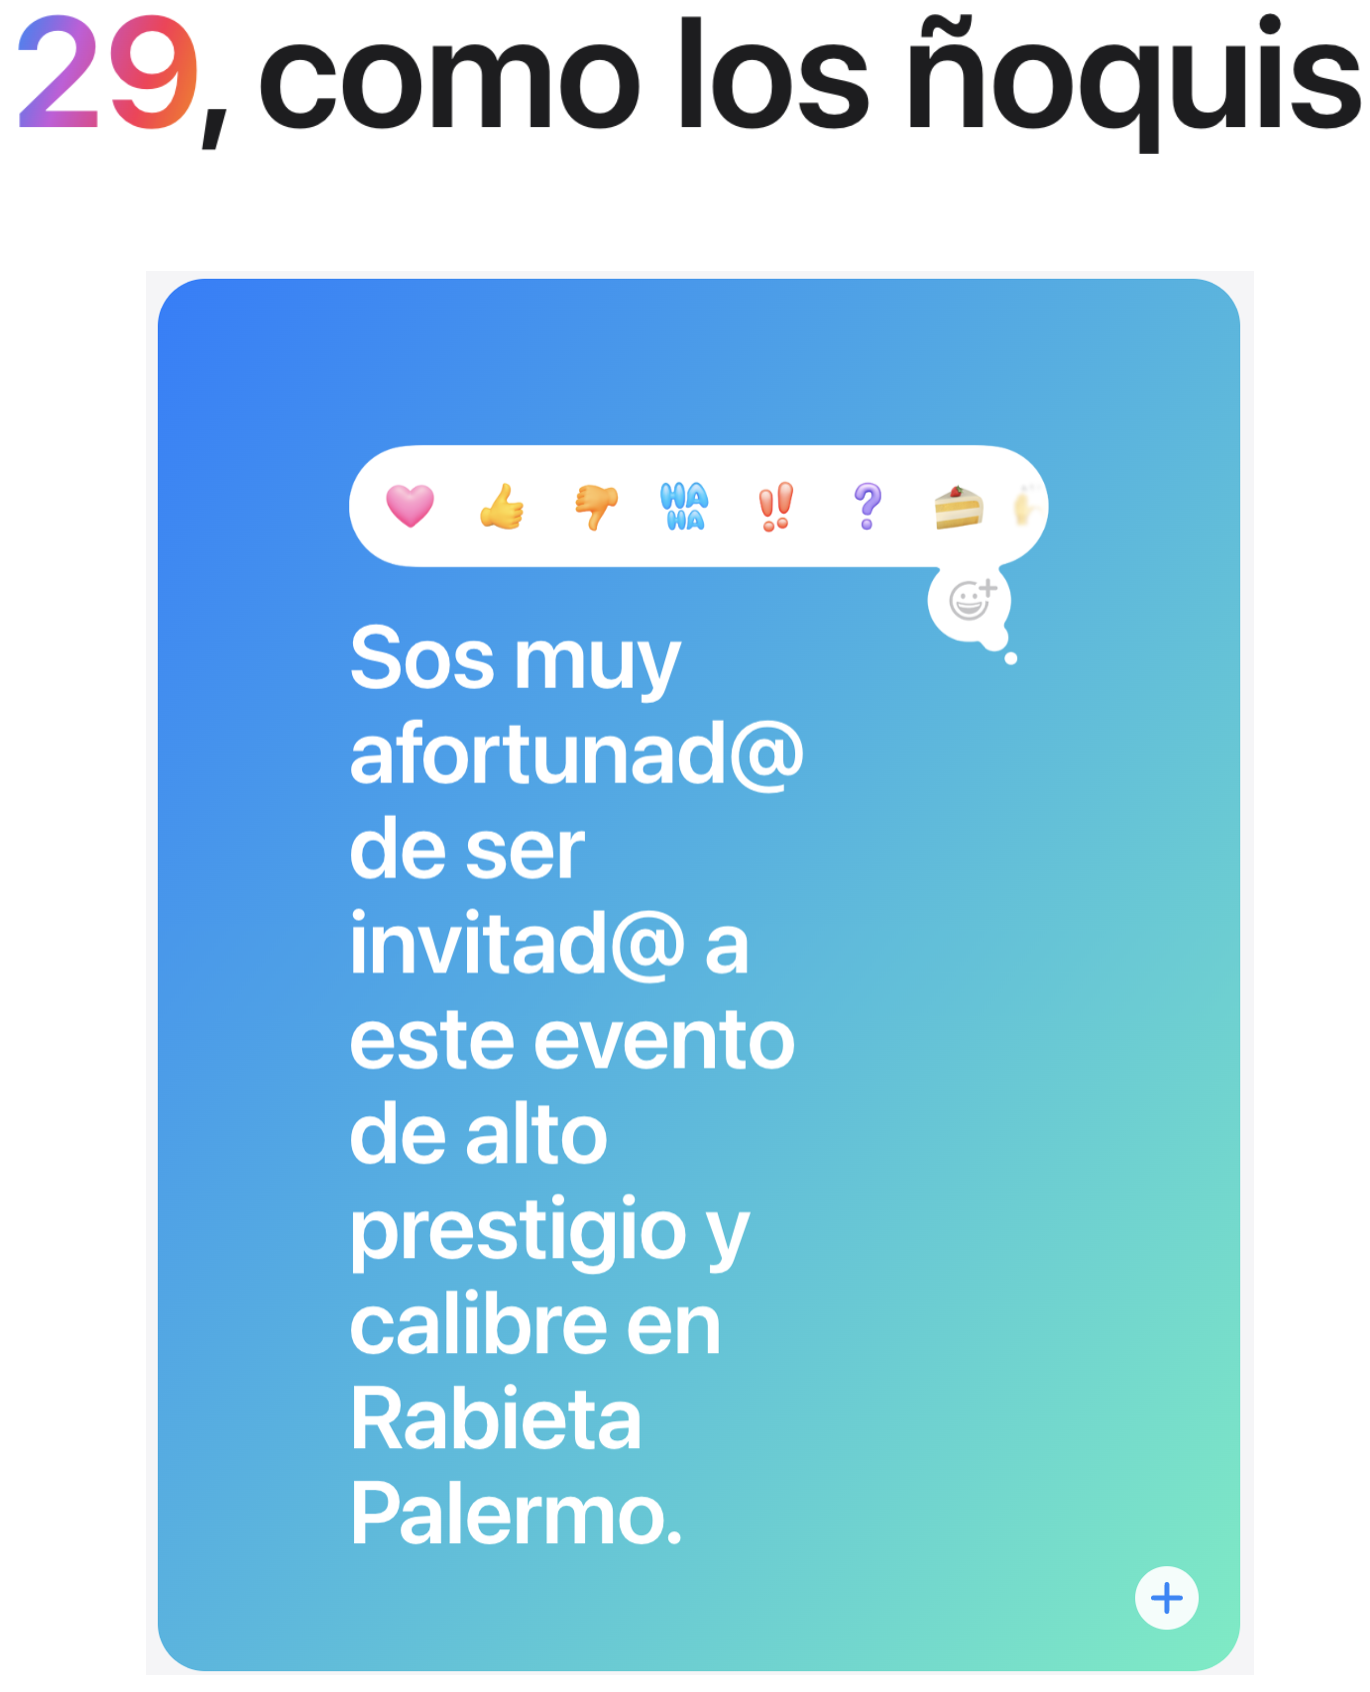 29, como los ñoquis
HA
HA
Sos muy
afortunad@
de ser
invitad@ a
este evento
de alto
prestigio y
calibre en
Rabieta
Palermo.